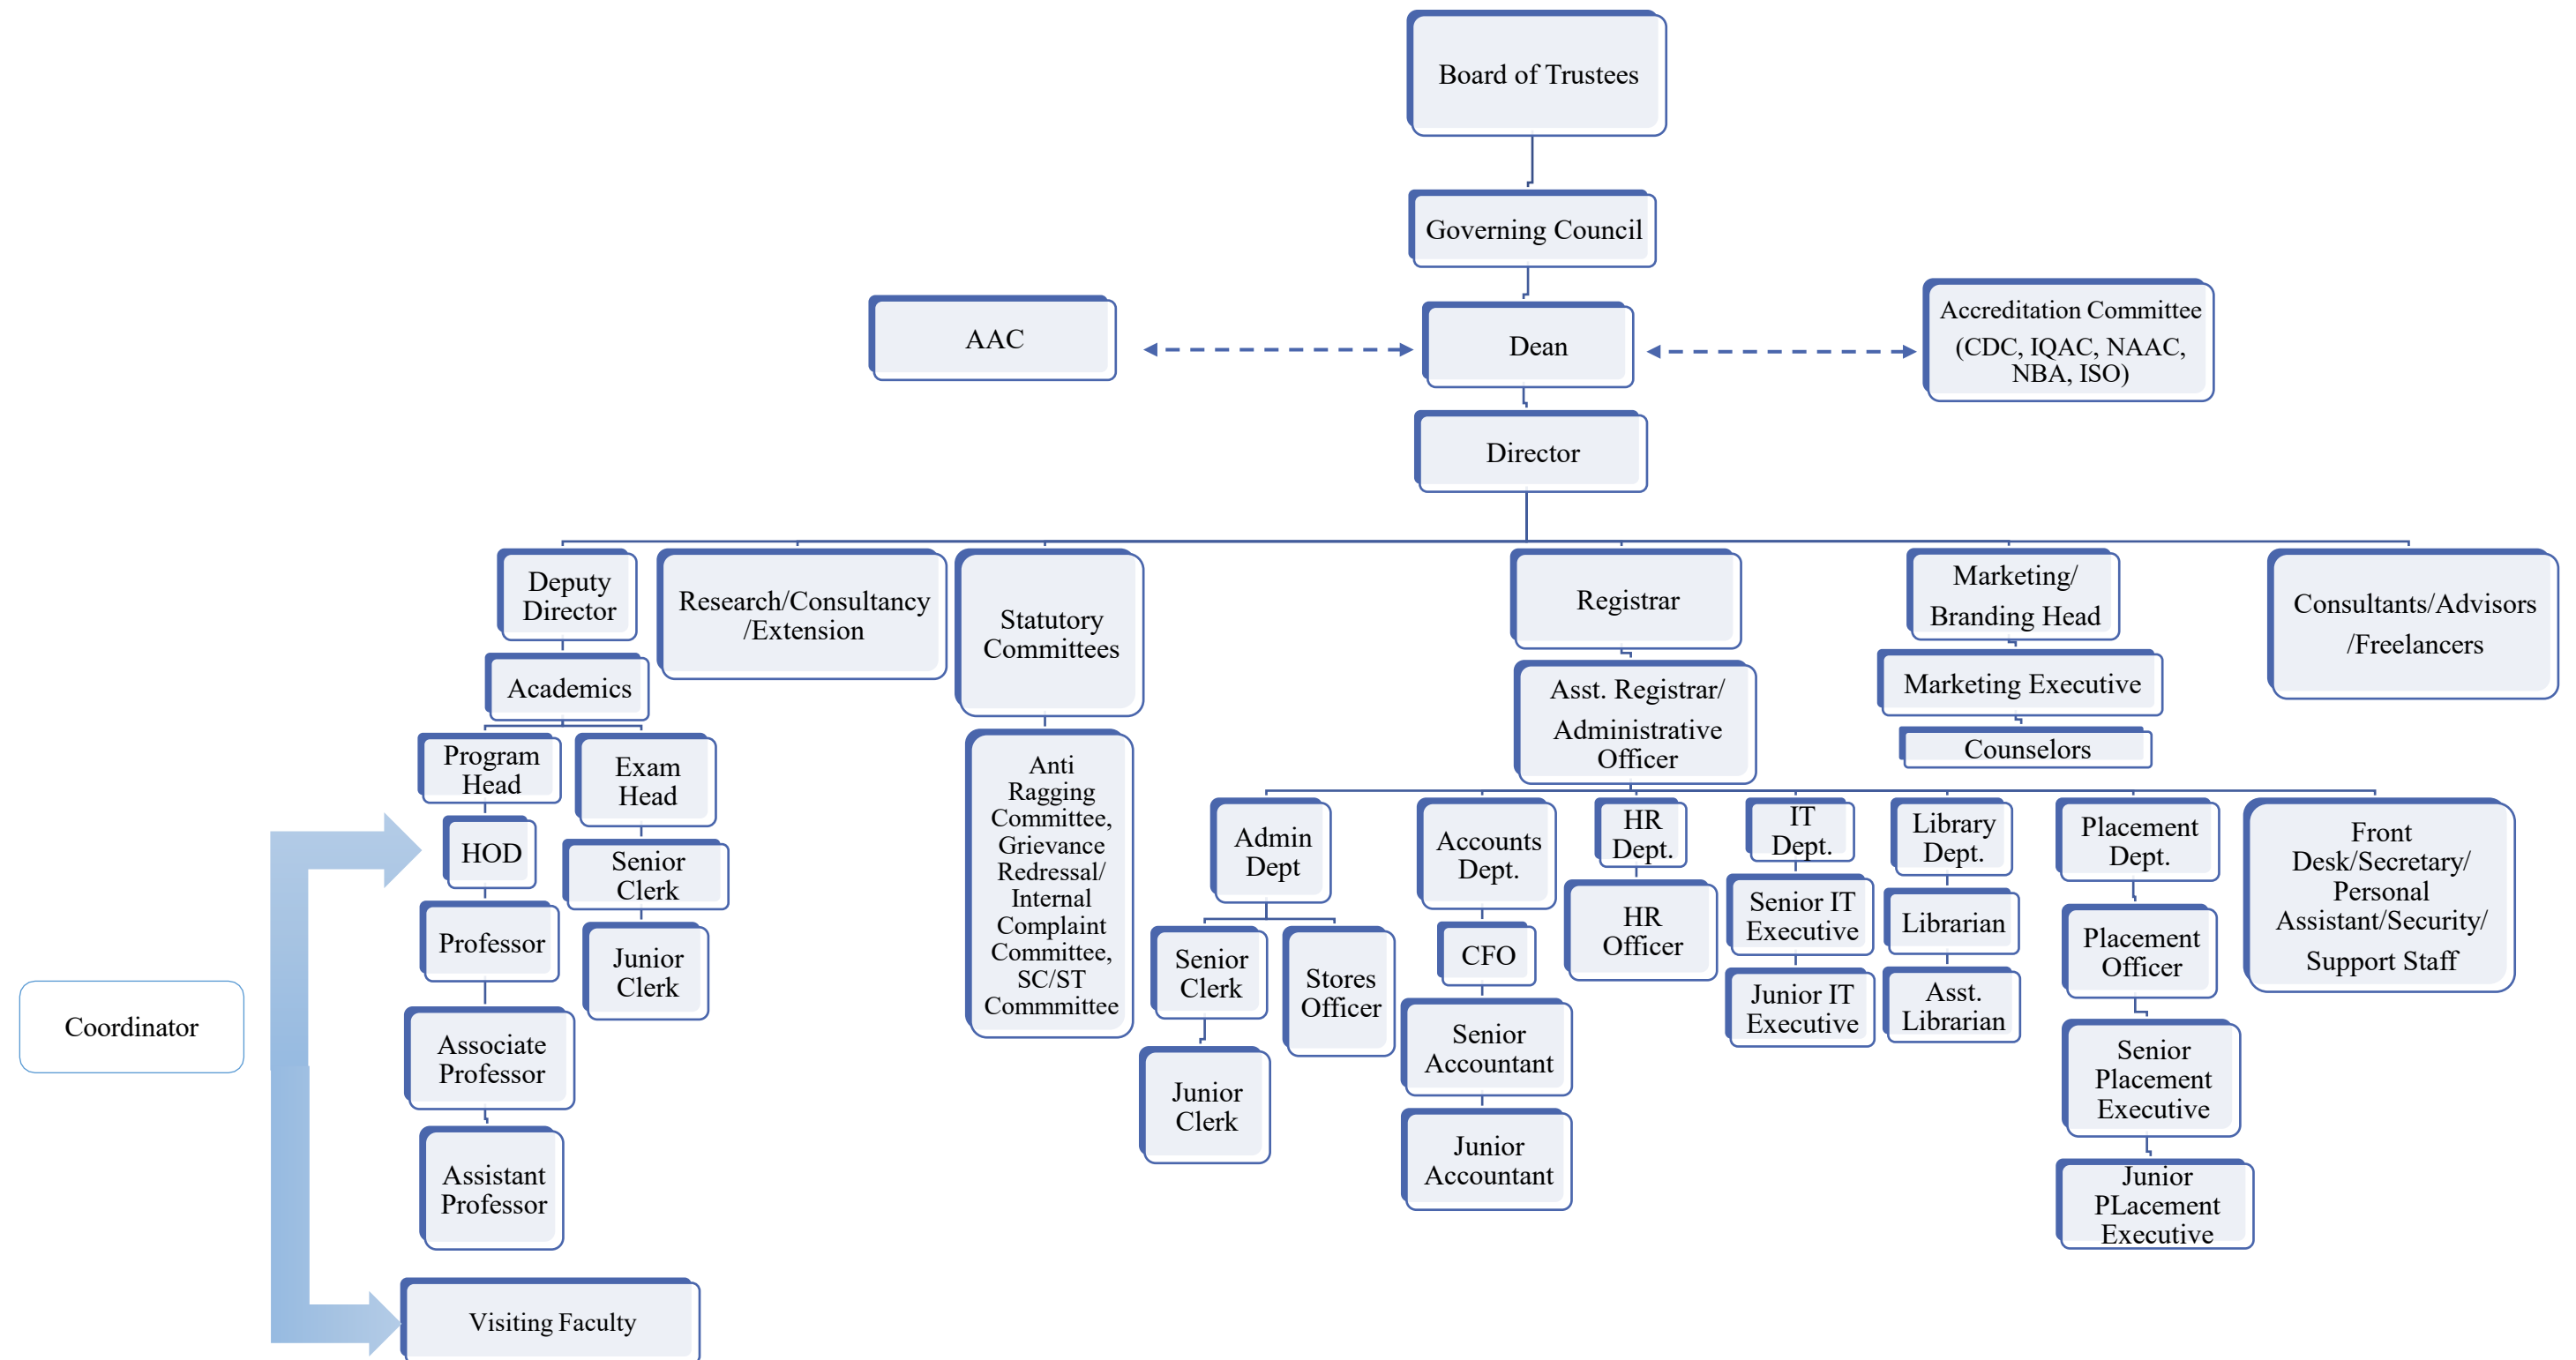 Board of Trustees
Governing Council
AAC
Dean
Accreditation Committee
(CDC, IQAC, NAAC,
NBA, ISO)
Director
Deputy
Director
Research/Consultancy
/Extension
Statutory
Committees
Registrar
Marketing/
Branding Head
Consultants/Advisors
/Freelancers
Academics
Asst. Registrar/
Administrative
Officer
Marketing Executive
Counselors
Program
Head
Exam
Head
HOD
Senior
Clerk
Professor
Junior
Clerk
Associate
Professor
Assistant
Professor
Coordinator
Visiting Faculty
Anti
Ragging
Committee,
Grievance
Redressal/
Internal
Complaint
Committee,
SC/ST
Commmittee
Admin
Dept
Senior
Clerk
Stores
Officer
Junior
Clerk
Accounts
Dept.
CFO
Senior
Accountant
Junior
Accountant
HR
Dept.
HR
Officer
IT
Dept.
Senior IT
Executive
Junior IT
Executive
Library
Dept.
Librarian
Asst.
Librarian
Placement
Dept.
Placement
Officer
Senior
Placement
Executive
Junior
PLacement
Executive
Front
Desk/Secretary/
Personal
Assistant/Security/
Support Staff